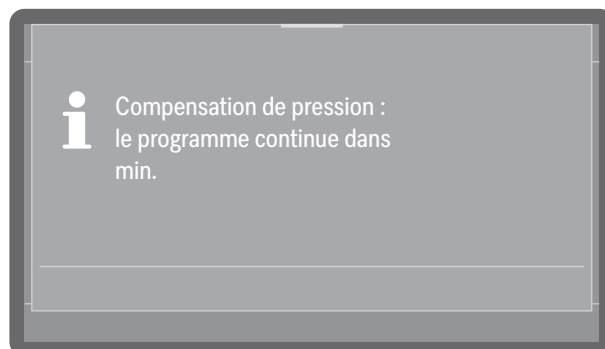 Compensation de pression :
le programme continue dans
min.